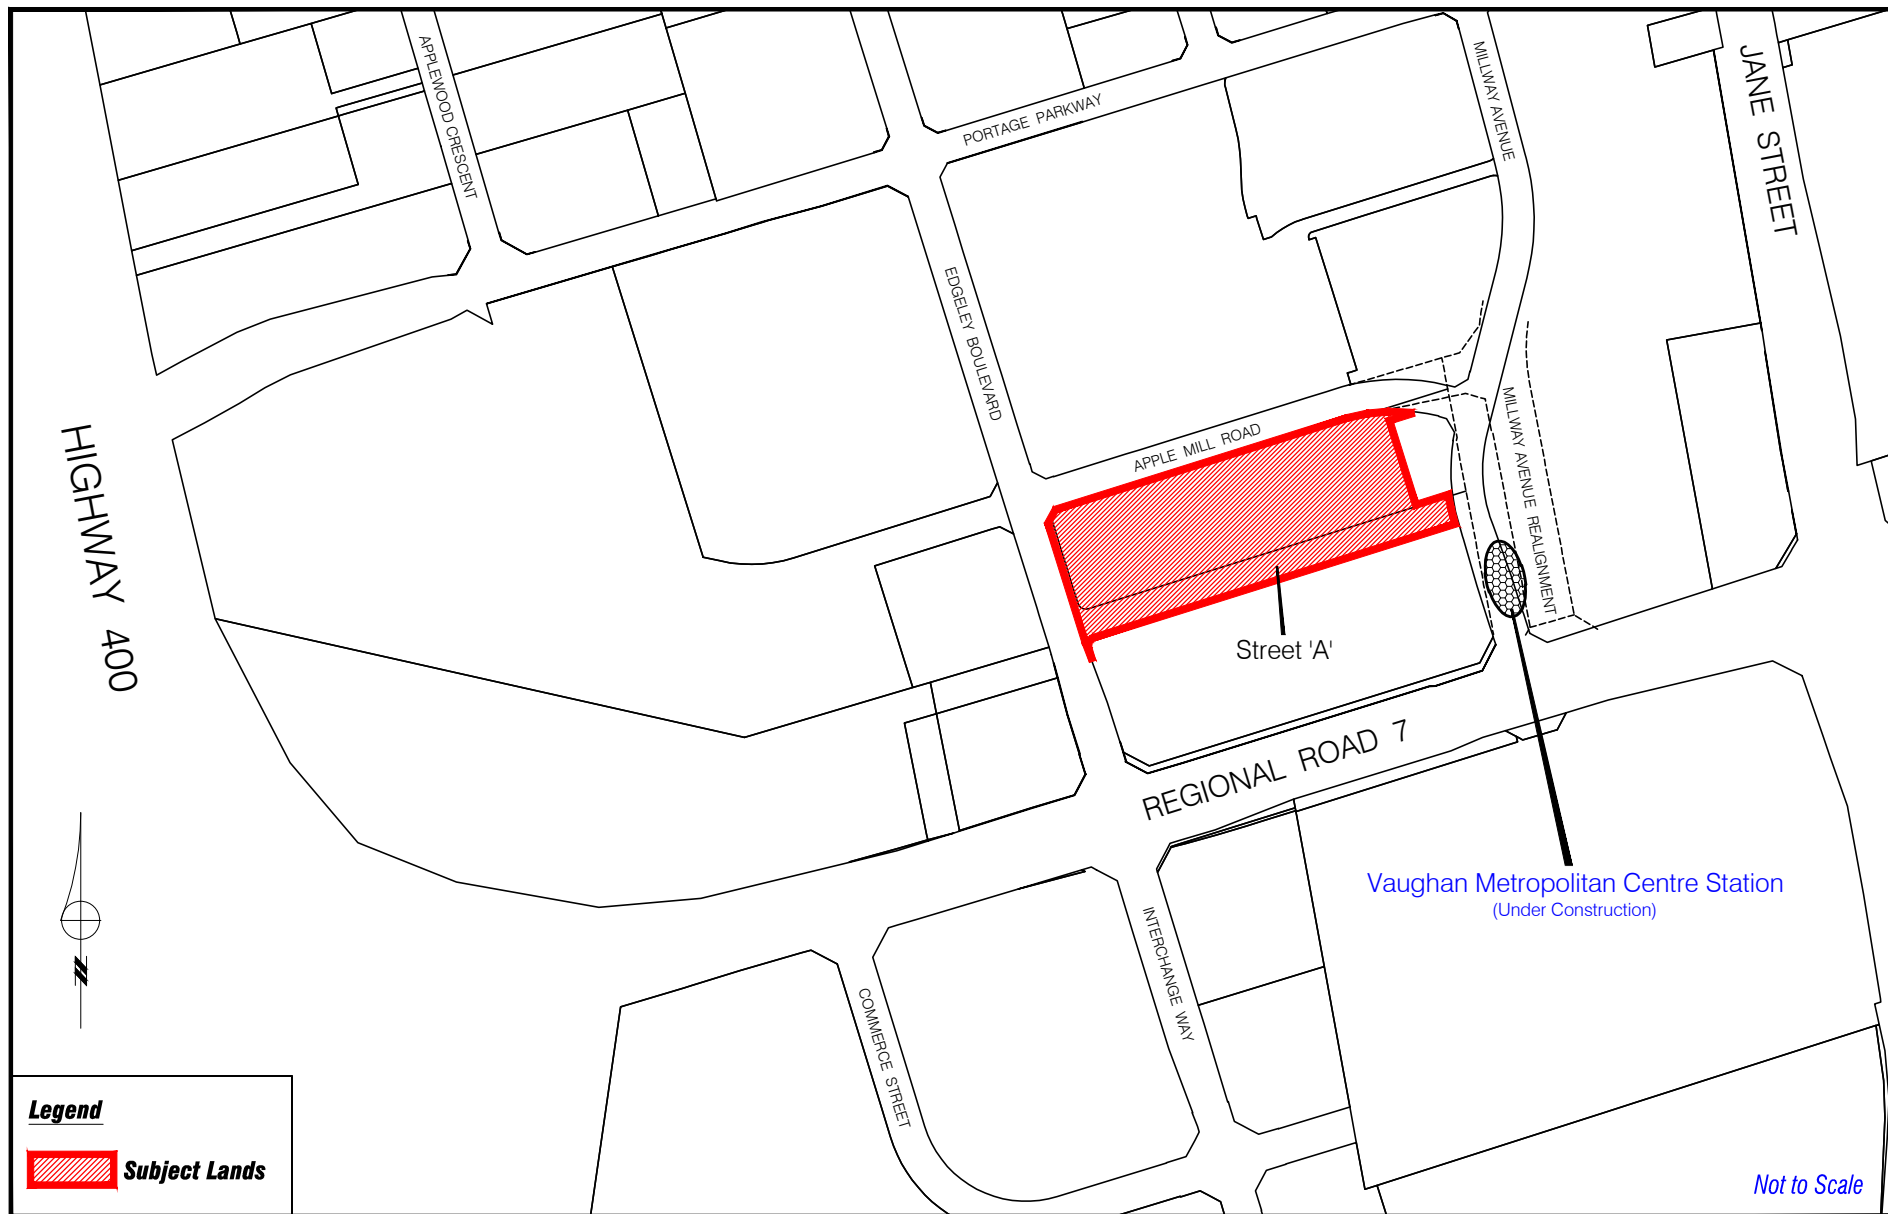 APPLEWOOD CRESCENT
PORTAGE PARKWAY
MILLWAY AVENUE
JANE STREET
EDGELEY BOULEVARD
HIGHWAY 400
APPLE MILL ROAD
MILLWAY AVENUE REALIGNMENT
Street 'A'
REGIONAL ROAD 7
Vaughan Metropolitan Centre Station
(Under Construction)
INTERCHANGE WAY
COMMERCE STREET
N
Legend
Subject Lands
Not to Scale